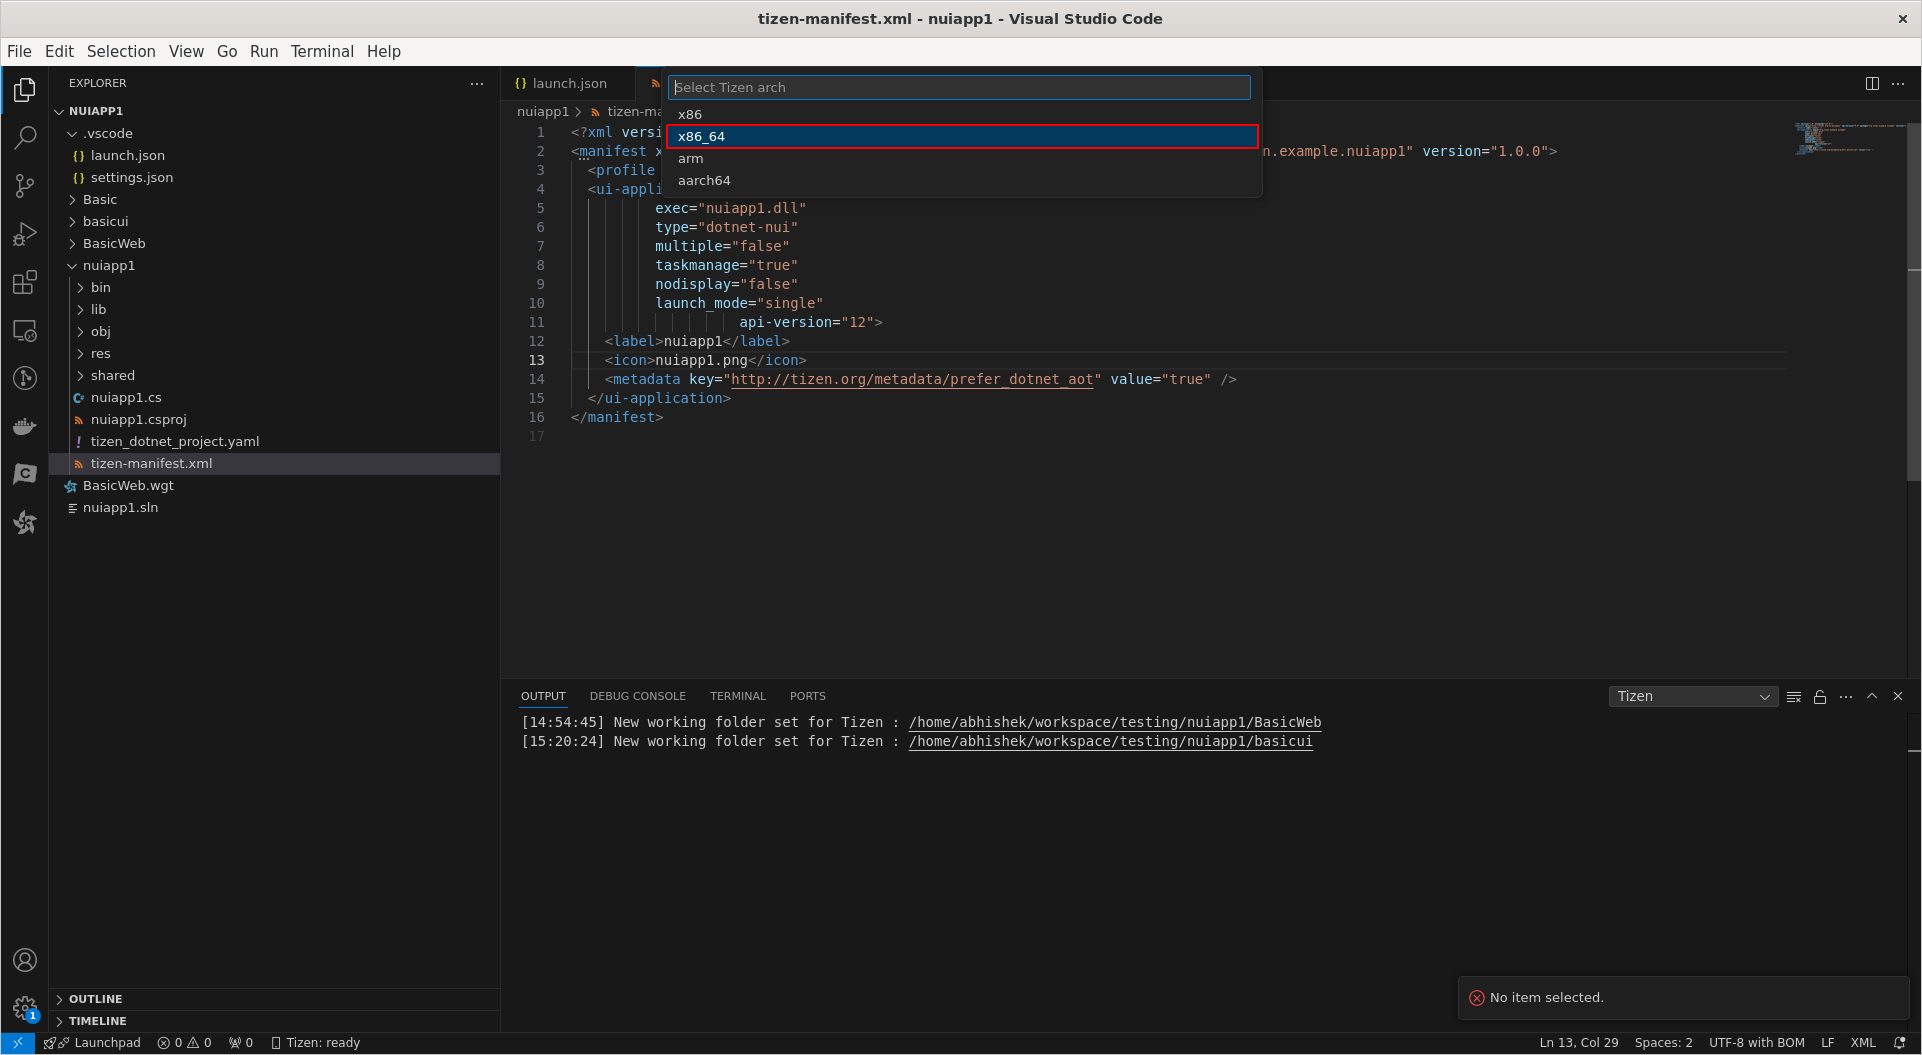 tizen-manifest.xml - nuiapp1 - Visual Studio Code
File Edit Selection View Go Run Terminal Help
EXPLORER
NUIAPP1
.vscode
launch.json
settings.json
Basic
basicui
BasicWeb
nuiapp1
bin
lib
obj
res
shared
nuiapp1.cs
nuiapp1.csproj
tizen_dotnet_project.yaml
tizen-manifest.xml
BasicWeb.wgt
nuiapp1.sln
OUTLINE
TIMELINE
launch.json
nuiapp1 > tizen-ma
Select Tizen arch
x86
x86_64
arm
aarch64
1 <?xml versi
2 <manifest x n.example.nuiapp1" version="1.0.0">
3 <profile
4 <ui-appli
5 exec="nuiapp1.dll"
6 type="dotnet-nui"
7 multiple="false"
8 taskmanage="true"
9 nodisplay="false"
10 launch_mode="single"
11 api-version="12">
12 <label>nuiapp1</label>
13 <icon>nuiapp1.png</icon>
14 <metadata key="http://tizen.org/metadata/prefer_dotnet_aot" value="true" />
15 </ui-application>
16 </manifest>
17
OUTPUT DEBUG CONSOLE TERMINAL PORTS Tizen
[14:54:45] New working folder set for Tizen : /home/abhishek/workspace/testing/nuiapp1/BasicWeb
[15:20:24] New working folder set for Tizen : /home/abhishek/workspace/testing/nuiapp1/basicui
No item selected.
1
Launchpad 0 0 0 Tizen: ready Ln 13, Col 29 Spaces: 2 UTF-8 with BOM LF XML